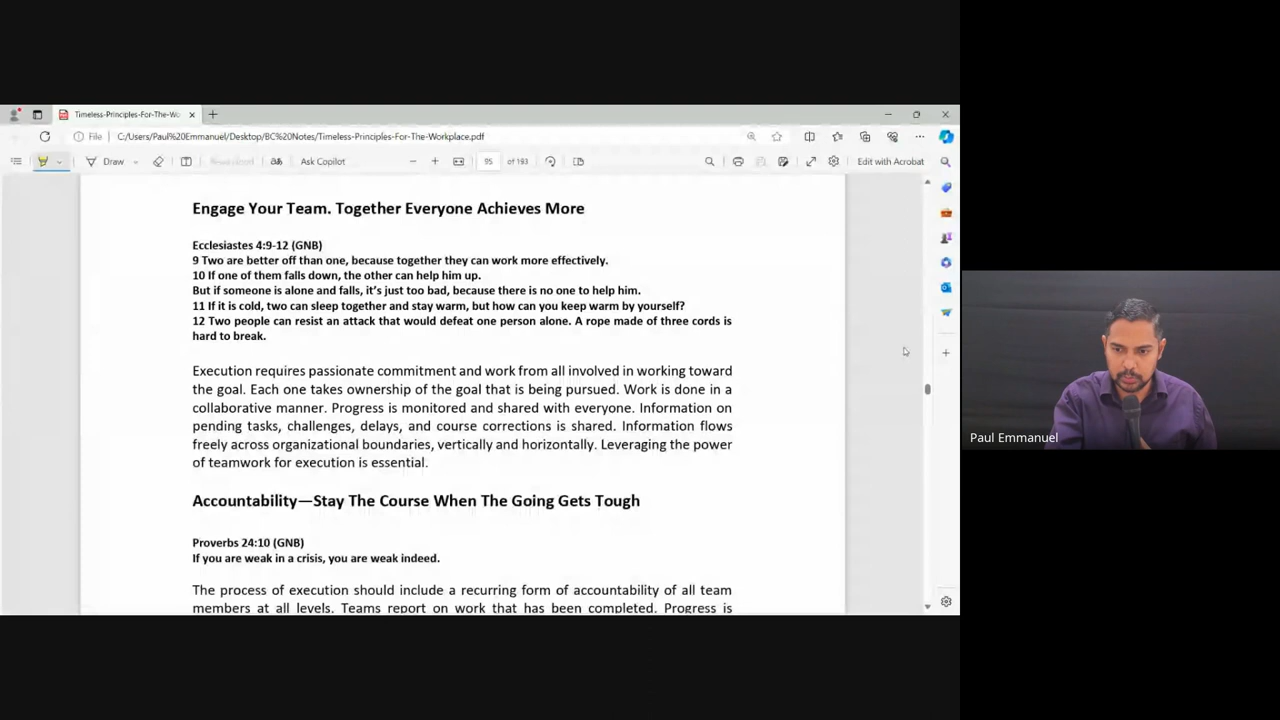 Timeless-Principles-For-The-Wo
File
C:/Users/Paul%20Emmanuel/Desktop/BC%20Notes/Timeless-Principles-For-The-Workplace.pdf
Draw
Ask Copilot
95 of 193
Edit with Acrobat
Engage Your Team. Together Everyone Achieves More
Ecclesiastes 4:9-12 (GNB)
9 Two are better off than one, because together they can work more effectively.
10 If one of them falls down, the other can help him up.
But if someone is alone and falls, it’s just too bad, because there is no one to help him.
11 If it is cold, two can sleep together and stay warm, but how can you keep warm by yourself?
12 Two people can resist an attack that would defeat one person alone. A rope made of three cords is
hard to break.
Execution requires passionate commitment and work from all involved in working toward
the goal. Each one takes ownership of the goal that is being pursued. Work is done in a
collaborative manner. Progress is monitored and shared with everyone. Information on
pending tasks, challenges, delays, and course corrections is shared. Information flows
freely across organizational boundaries, vertically and horizontally. Leveraging the power
of teamwork for execution is essential.
Accountability—Stay The Course When The Going Gets Tough
Proverbs 24:10 (GNB)
If you are weak in a crisis, you are weak indeed.
The process of execution should include a recurring form of accountability of all team
members at all levels. Teams report on work that has been completed. Progress is
Paul Emmanuel